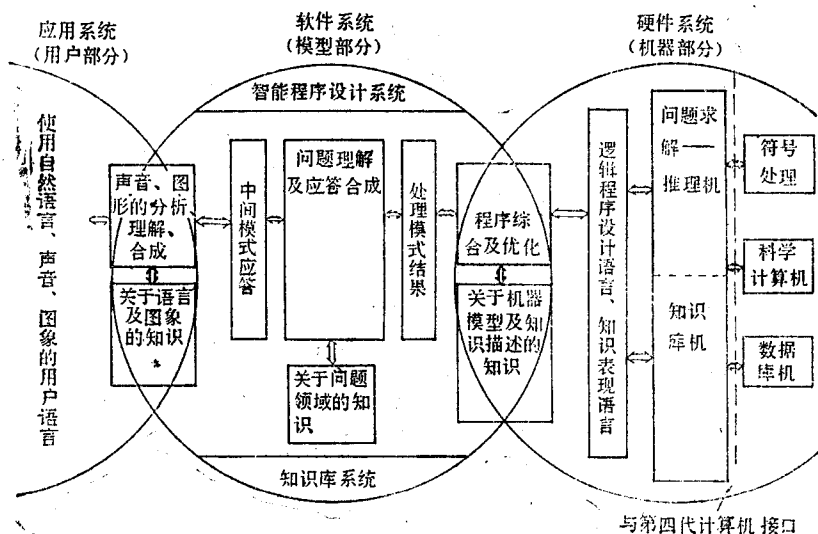 应用系统
(用户部分)
软件系统
(模型部分)
硬件系统
(机器部分)
智能程序设计系统
使用自然语言、声音、图象的用户语言
声音、图
形的分析、
理解、
合成
关于语言
及图象
的知识
中间模式应答
问题理解
及应答合成
关于问题
领域的知
识
处理模式结果
程序综
合及优化
关于机器
模型及知
识描述的
知识
逻辑程序设计语言、知识表现语言
问题求
解——
推理机
知识
库机
符号
处理
科学
计算机
数据
库机
知识库系统
与第四代计算机接口